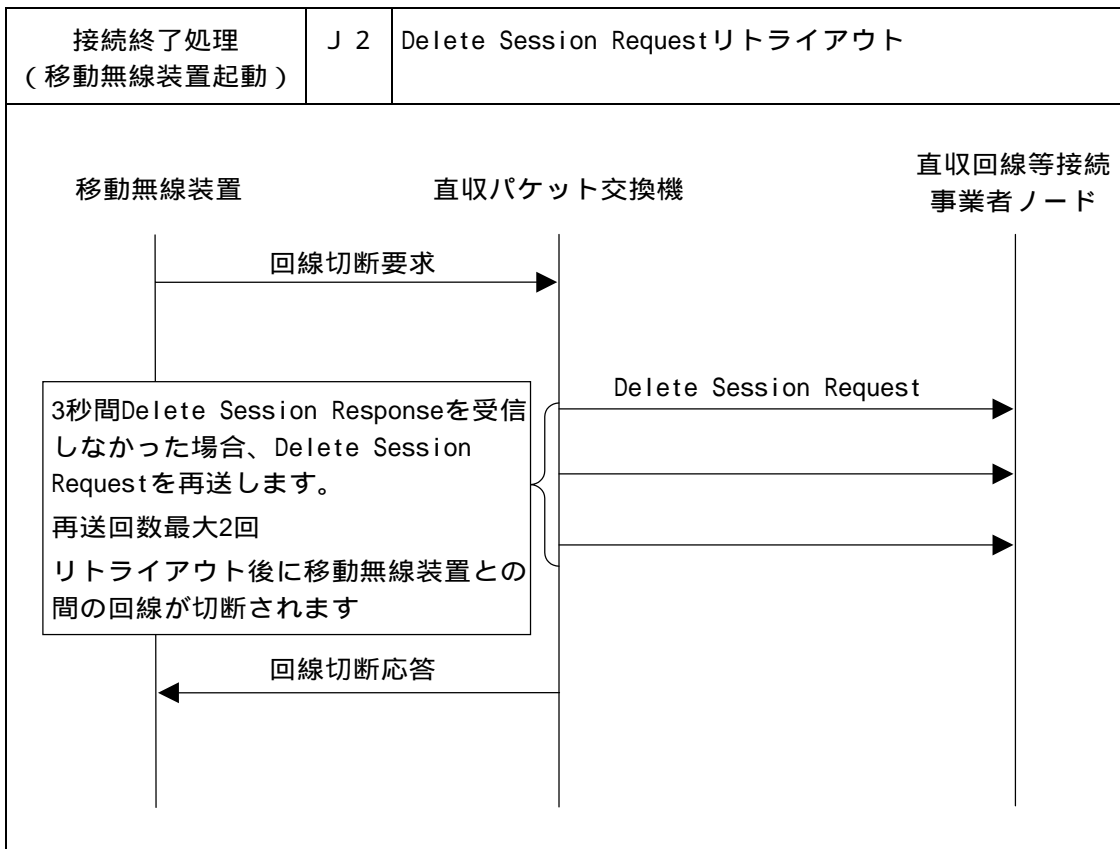 接続終了処理
(移動無線装置起動)
J 2
Delete Session Requestリトライアウト
移動無線装置
直収パケット交換機
直収回線等接続
事業者ノード
回線切断要求
Delete Session Request
3秒間Delete Session Responseを受信
しなかった場合、Delete Session
Requestを再送します。
再送回数最大2回
リトライアウト後に移動無線装置との
間の回線が切断されます
回線切断応答